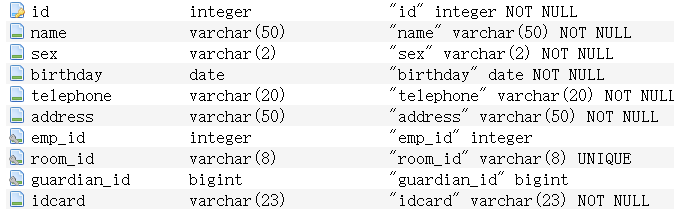 id integer "id" integer NOT NULL
name varchar(50) "name" varchar(50) NOT NULL
sex varchar(2) "sex" varchar(2) NOT NULL
birthday date "birthday" date NOT NULL
telephone varchar(20) "telephone" varchar(20) NOT NULL
address varchar(50) "address" varchar(50) NOT NULL
emp_id integer "emp_id" integer
room_id varchar(8) "room_id" varchar(8) UNIQUE
guardian_id bigint "guardian_id" bigint
idcard varchar(23) "idcard" varchar(23) NOT NULL